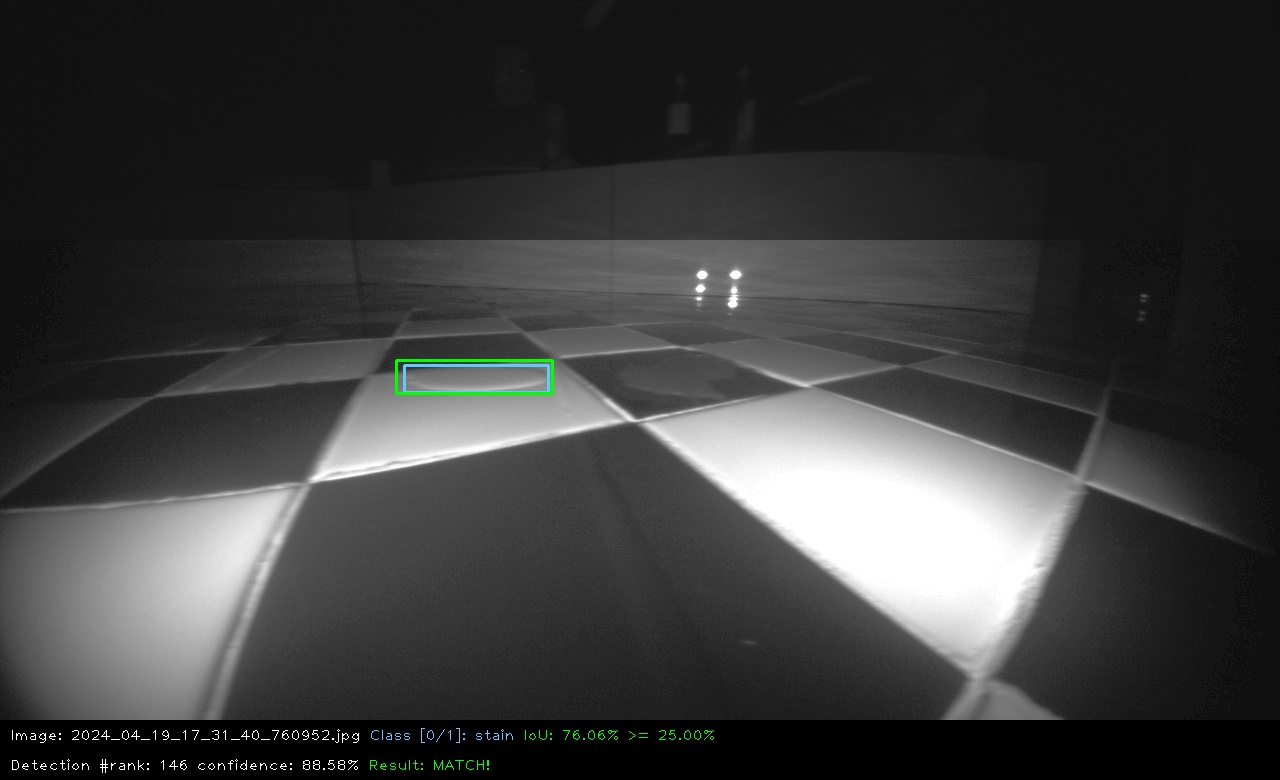 Image: 2024_04_19_17_31_40_760952.jpg Class [0/1]: stain IoU: 76.06% >= 25.00%
Detection #rank: 146 confidence: 88.58% Result: MATCH!